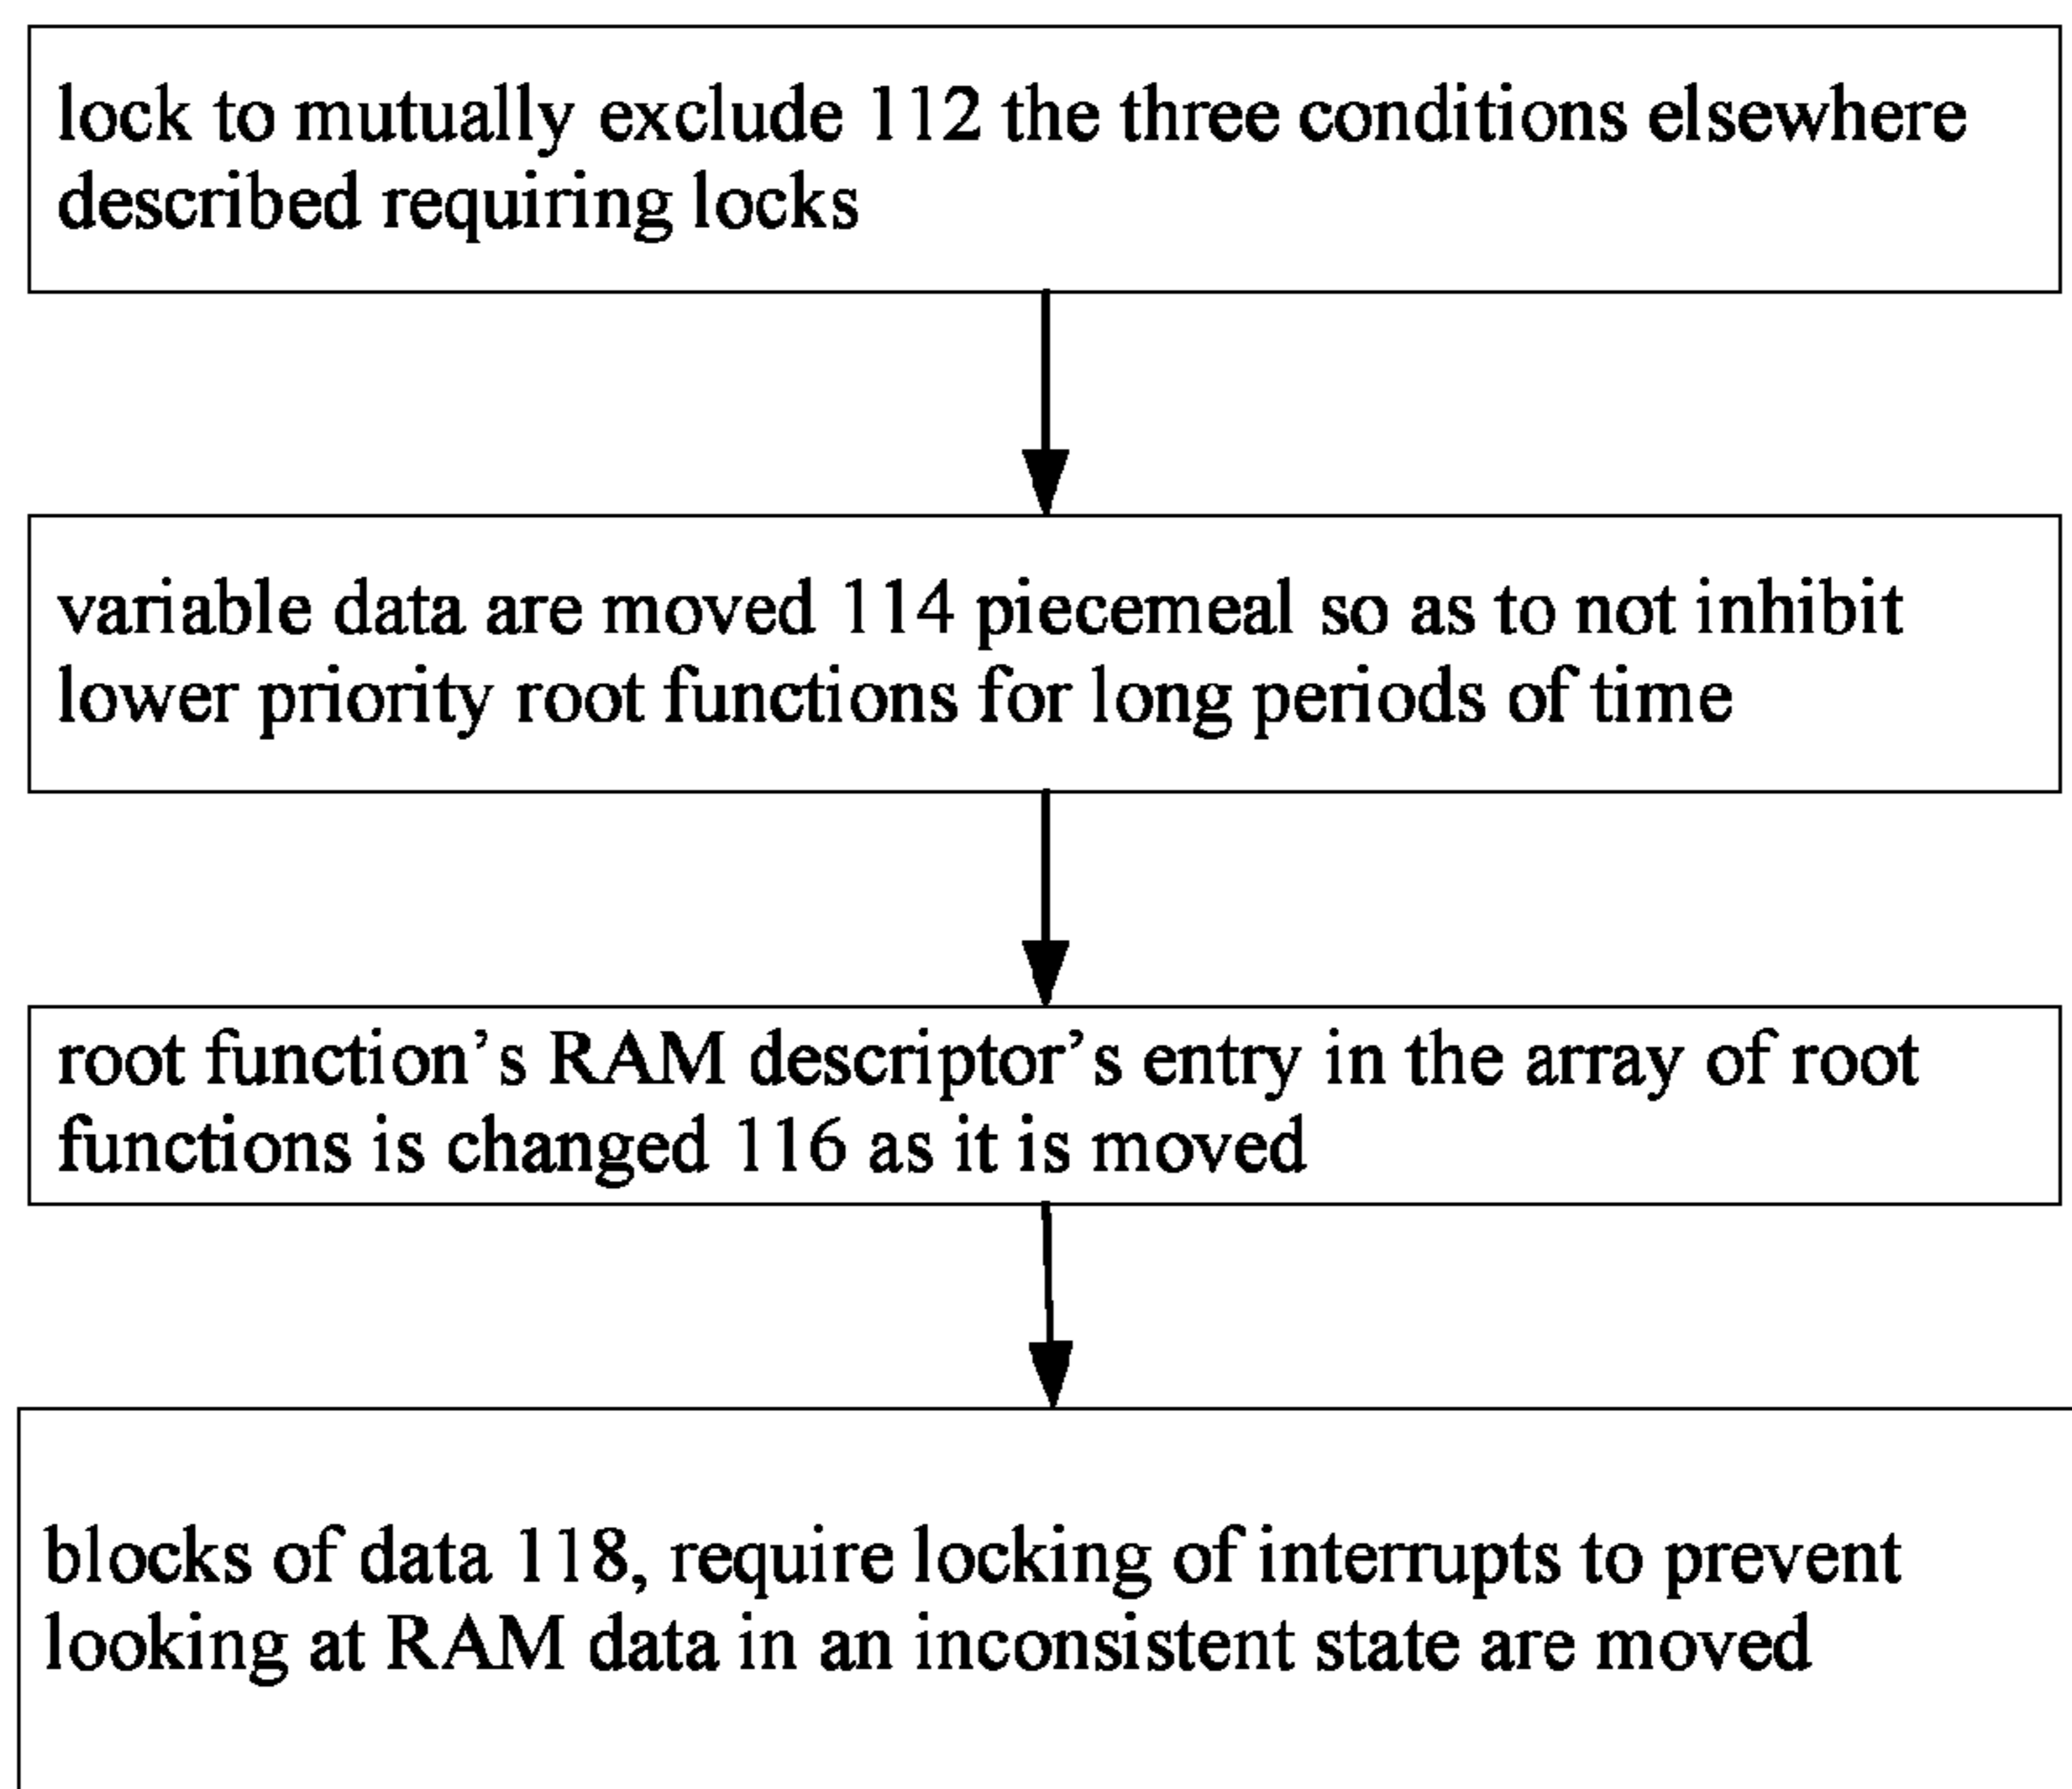 lock to mutually exclude 112 the three conditions elsewhere
described requiring locks
variable data are moved 114 piecemeal so as to not inhibit
lower priority root functions for long periods of time
root function’s RAM descriptor’s entry in the array of root
functions is changed 116 as it is moved
blocks of data 118, require locking of interrupts to prevent
looking at RAM data in an inconsistent state are moved